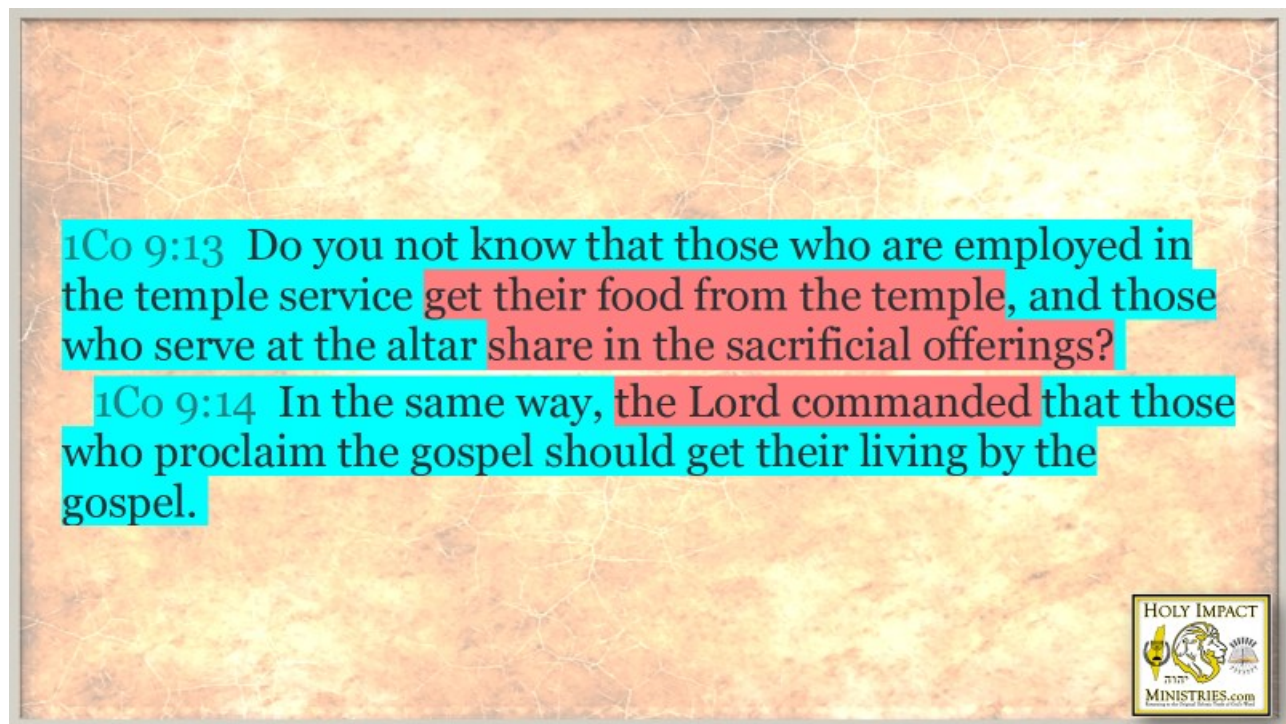 1Co 9:13 Do you not know that those who are employed in
the temple service get their food from the temple, and those
who serve at the altar share in the sacrificial offerings?
1Co 9:14 In the same way, the Lord commanded that those
who proclaim the gospel should get their living by the
gospel.
HOLY IMPACT
יהוה
MINISTRIES.com